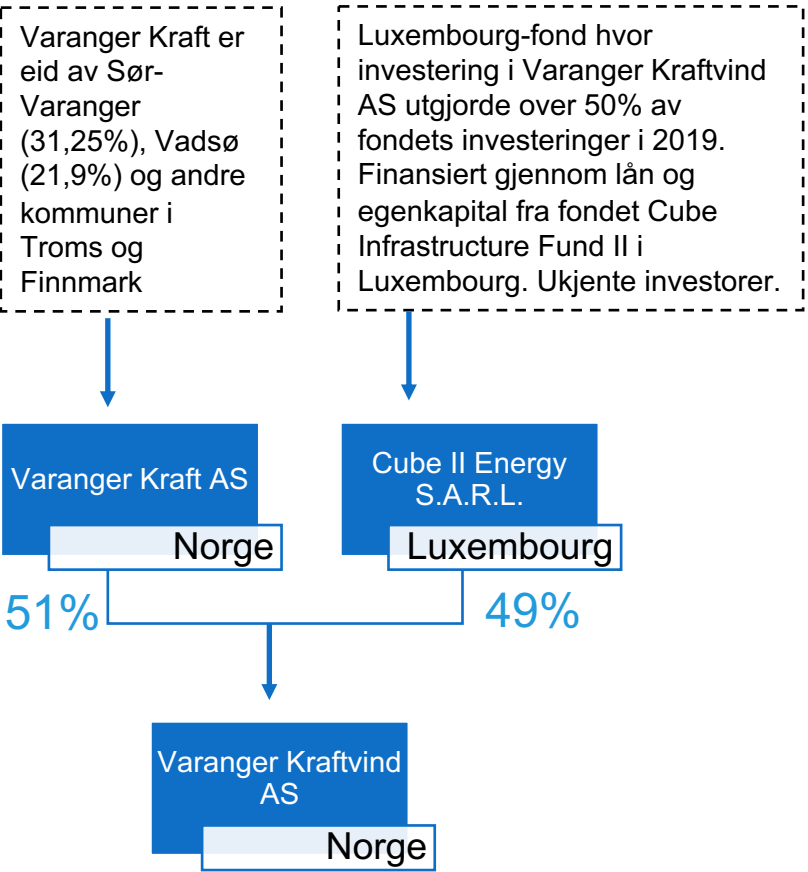 Varanger Kraft er
eid av Sør-
Varanger
(31,25%), Vadsø
(21,9%) og andre
kommuner i
Troms og
Finnmark
Luxembourg-fond hvor
investering i Varanger Kraftvind
AS utgjorde over 50% av
fondets investeringer i 2019.
Finansiert gjennom lån og
egenkapital fra fondet Cube
Infrastructure Fund II i
Luxembourg. Ukjente investorer.
Varanger Kraft AS
Norge
Cube II Energy
S.A.R.L.
Luxembourg
51%
49%
Varanger Kraftvind
AS
Norge